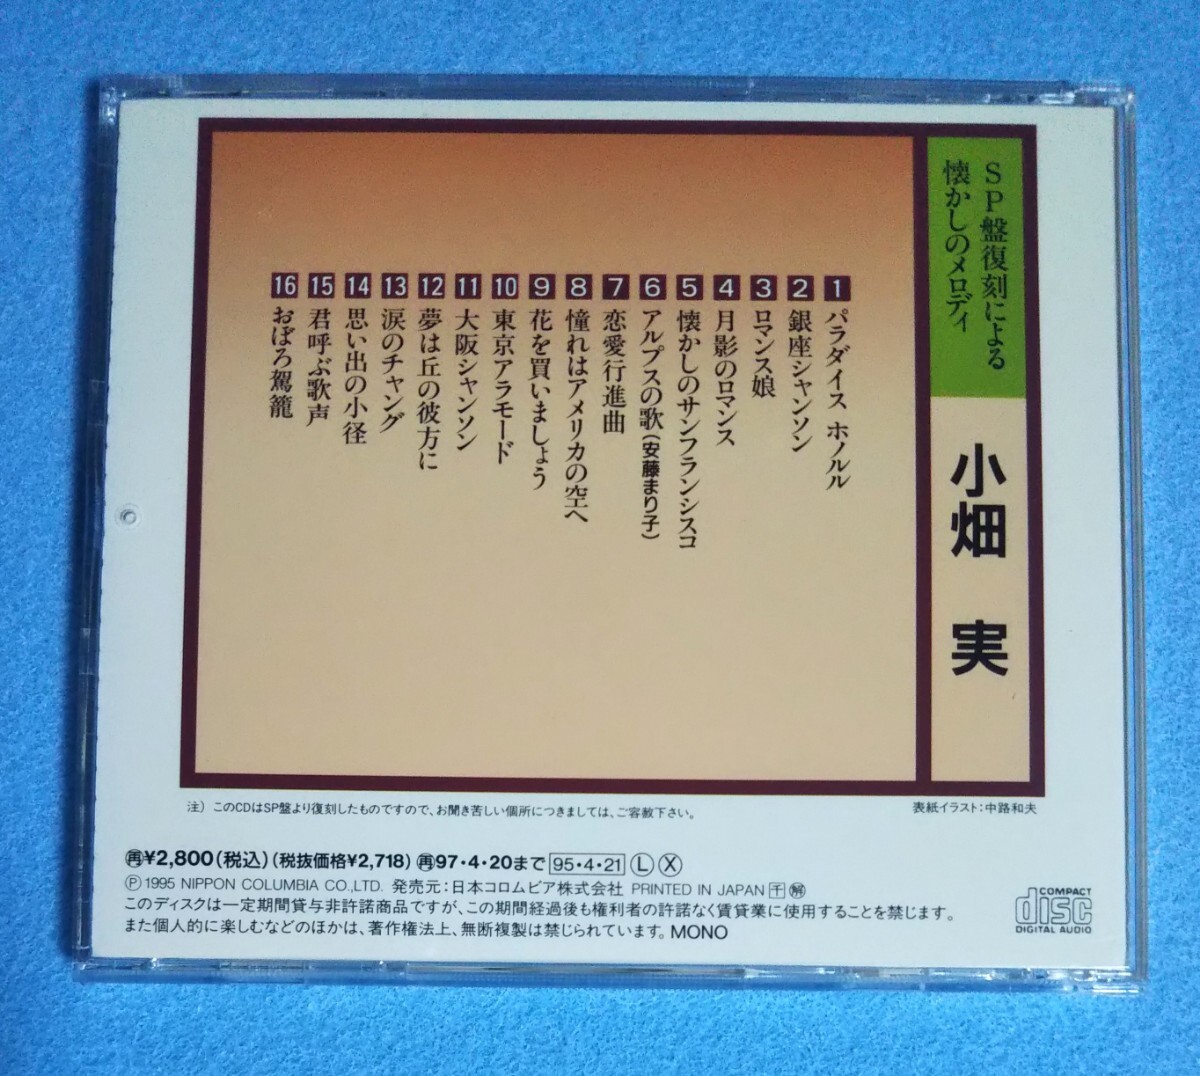 SP盤復刻による
懐かしのメロディ
小畑 実
1 パラダイス ホノルル
2 銀座シャンソン
3 ロマンス娘
4 月影のロマンス
5 懐かしのサンフランシスコ
6 アルプスの歌(安藤まり子)
7 恋愛行進曲
8 憧れはアメリカの空へ
9 花を買いましょう
10 東京アラモード
11 大阪シャンソン
12 夢は丘の彼方に
13 涙のチャング
14 思い出の小径
15 君呼ぶ歌声
16 おぼろ駕籠
注) このCDはSP盤より復刻したものですので、お聞き苦しい個所につきましては、ご容赦下さい。
表紙イラスト:中路和夫
再¥2,800(税込)(税抜価格¥2,718) 再97・4・20まで 95・4・21 L X
Ⓟ1995 NIPPON COLUMBIA CO.,LTD. 発売元:日本コロムビア株式会社 PRINTED IN JAPAN 千 解
このディスクは一定期間貸与非許諾商品ですが、この期間経過後も権利者の許諾なく賃貸業に使用することを禁じます。
また個人的に楽しむなどのほかは、著作権法上、無断複製は禁じられています。MONO
COMPACT
disc
DIGITAL AUDIO